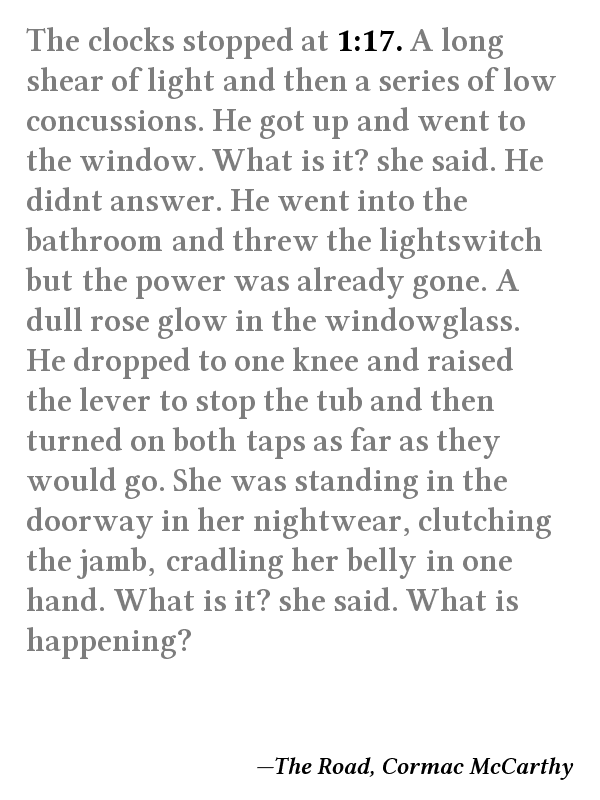 The clocks stopped at 1:17. A long
shear of light and then a series of low
concussions. He got up and went to
the window. What is it? she said. He
didnt answer. He went into the
bathroom and threw the lightswitch
but the power was already gone. A
dull rose glow in the windowglass.
He dropped to one knee and raised
the lever to stop the tub and then
turned on both taps as far as they
would go. She was standing in the
doorway in her nightwear, clutching
the jamb, cradling her belly in one
hand. What is it? she said. What is
happening?
—The Road, Cormac McCarthy